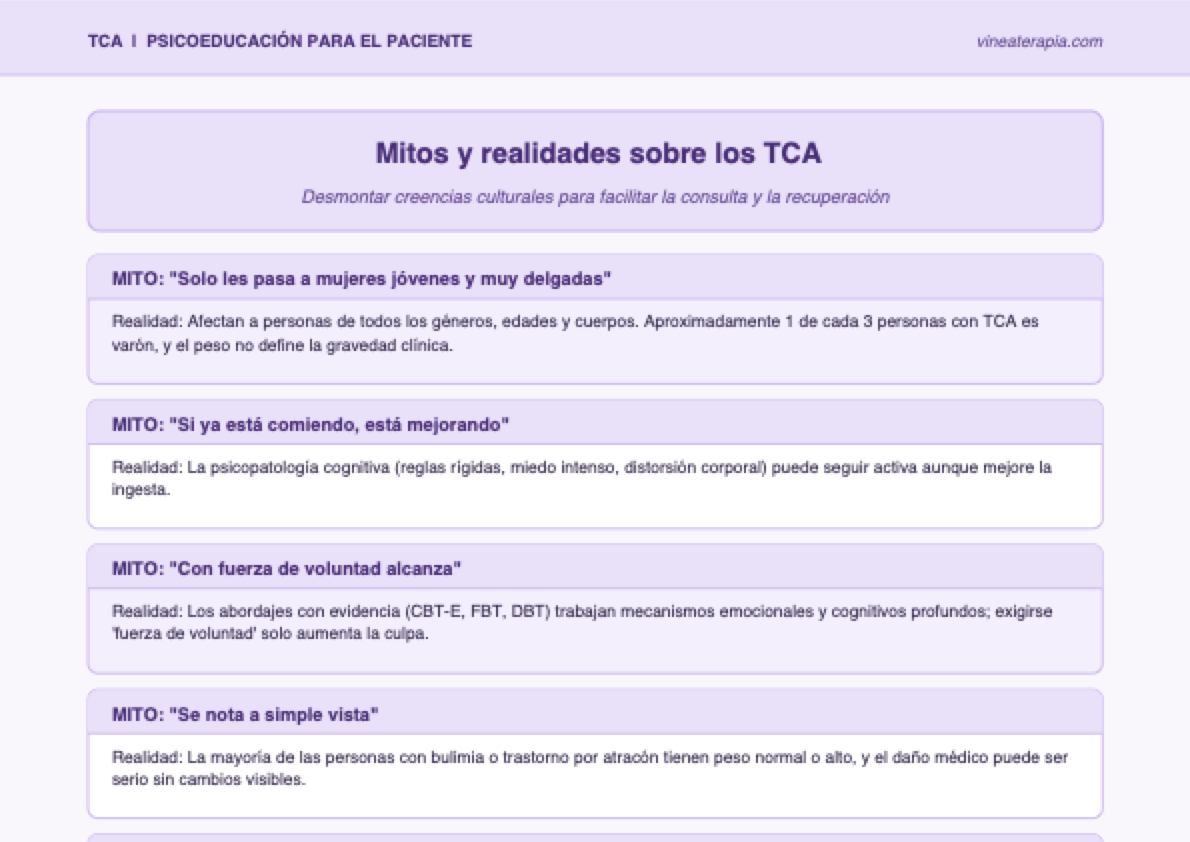 TCA | PSICOEDUCACIÓN PARA EL PACIENTE
vineaterapia.com
Mitos y realidades sobre los TCA
Desmontar creencias culturales para facilitar la consulta y la recuperación
MITO: "Solo les pasa a mujeres jóvenes y muy delgadas"
Realidad: Afectan a personas de todos los géneros, edades y cuerpos. Aproximadamente 1 de cada 3 personas con TCA es
varón, y el peso no define la gravedad clínica.
MITO: "Si ya está comiendo, está mejorando"
Realidad: La psicopatología cognitiva (reglas rígidas, miedo intenso, distorsión corporal) puede seguir activa aunque mejore la
ingesta.
MITO: "Con fuerza de voluntad alcanza"
Realidad: Los abordajes con evidencia (CBT-E, FBT, DBT) trabajan mecanismos emocionales y cognitivos profundos; exigirse
'fuerza de voluntad' solo aumenta la culpa.
MITO: "Se nota a simple vista"
Realidad: La mayoría de las personas con bulimia o trastorno por atracón tienen peso normal o alto, y el daño médico puede ser
serio sin cambios visibles.